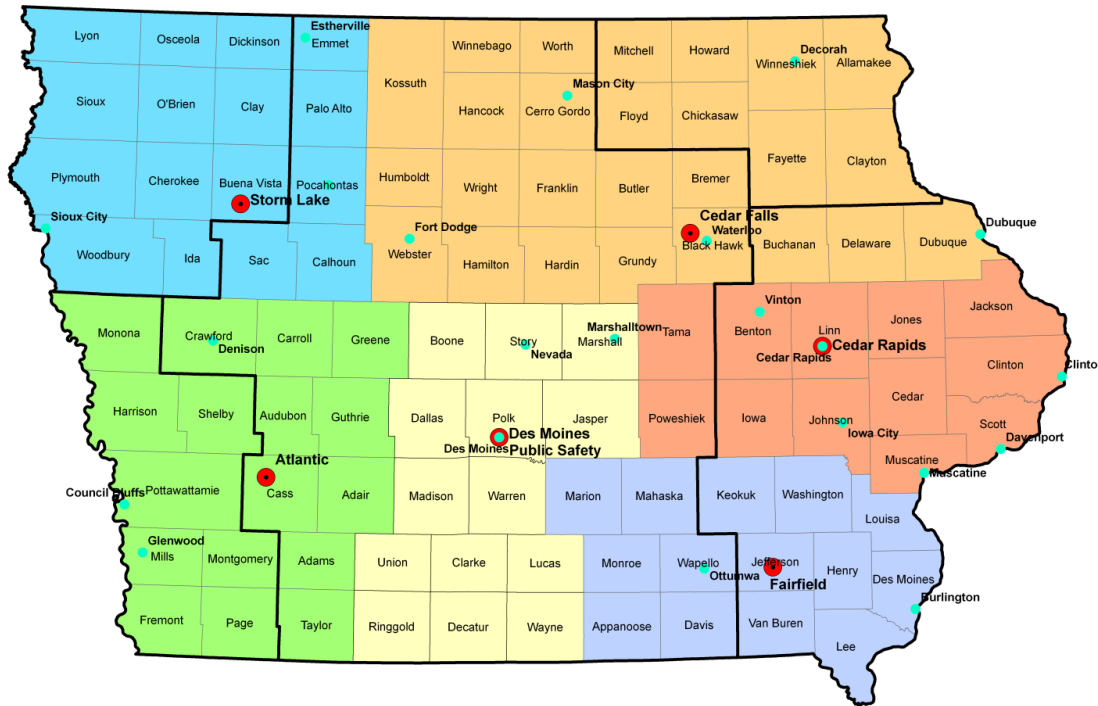 Estherville
Lyon
Osceola
Dickinson
Emmet
Winnebago
Worth
Mitchell
Howard
Decorah
Winneshiek
Allamakee
Kossuth
Mason City
Sioux
O'Brien
Clay
Palo Alto
Hancock
Cerro Gordo
Floyd
Chickasaw
Fayette
Clayton
Plymouth
Cherokee
Buena Vista
Pocahontas
Humboldt
Wright
Franklin
Butler
Bremer
Storm Lake
Sioux City
Fort Dodge
Cedar Falls
Waterloo
Dubuque
Woodbury
Ida
Sac
Calhoun
Webster
Hamilton
Hardin
Grundy
Black Hawk
Buchanan
Delaware
Dubuque
Monona
Crawford
Denison
Carroll
Greene
Boone
Story
Nevada
Marshalltown
Marshall
Tama
Vinton
Benton
Linn
Cedar Rapids
Cedar Rapids
Jones
Jackson
Clinton
Clinto
Harrison
Shelby
Audubon
Guthrie
Dallas
Polk
Des Moines
Des Moines
Public Safety
Jasper
Poweshiek
Iowa
Johnson
Iowa City
Cedar
Scott
Davenport
Muscatine
Muscatine
Atlantic
Council Bluffs
Pottawattamie
Cass
Adair
Madison
Warren
Marion
Mahaska
Keokuk
Washington
Louisa
Glenwood
Mills
Montgomery
Adams
Union
Clarke
Lucas
Monroe
Wapello
Ottumwa
Jefferson
Fairfield
Henry
Des Moines
Burlington
Fremont
Page
Taylor
Ringgold
Decatur
Wayne
Appanoose
Davis
Van Buren
Lee